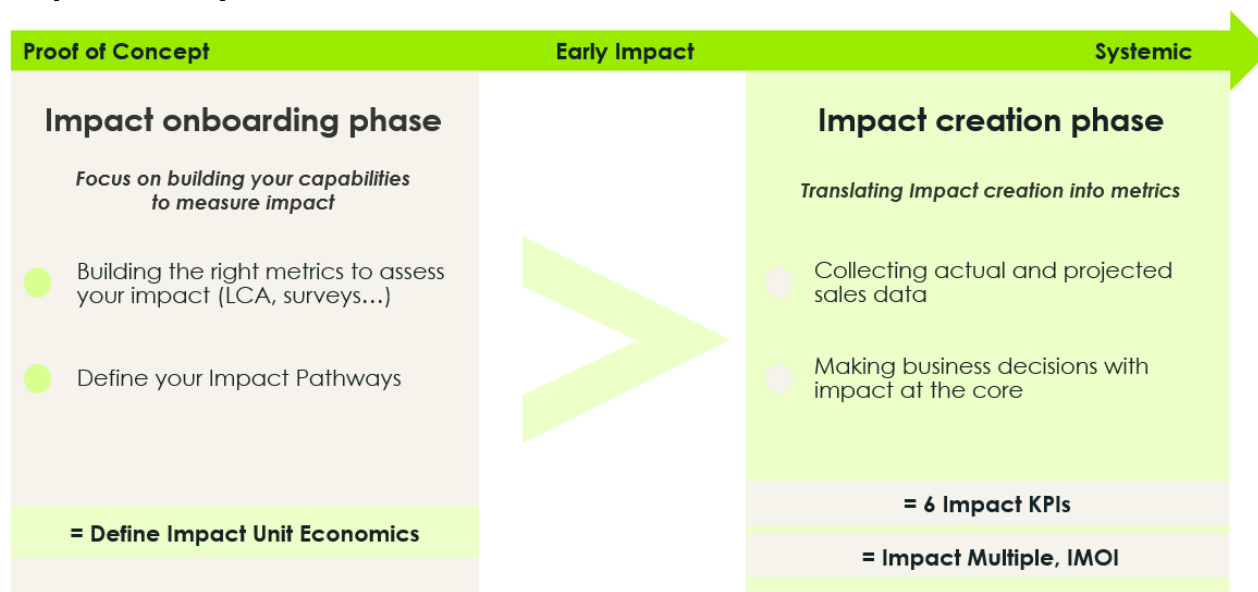 Proof of Concept
Early Impact
Systemic
Impact onboarding phase
Focus on building your capabilities
to measure impact
Building the right metrics to assess
your impact (LCA, surveys…)
Define your Impact Pathways
= Define Impact Unit Economics
Impact creation phase
Translating Impact creation into metrics
Collecting actual and projected
sales data
Making business decisions with
impact at the core
= 6 Impact KPIs
= Impact Multiple, IMOI